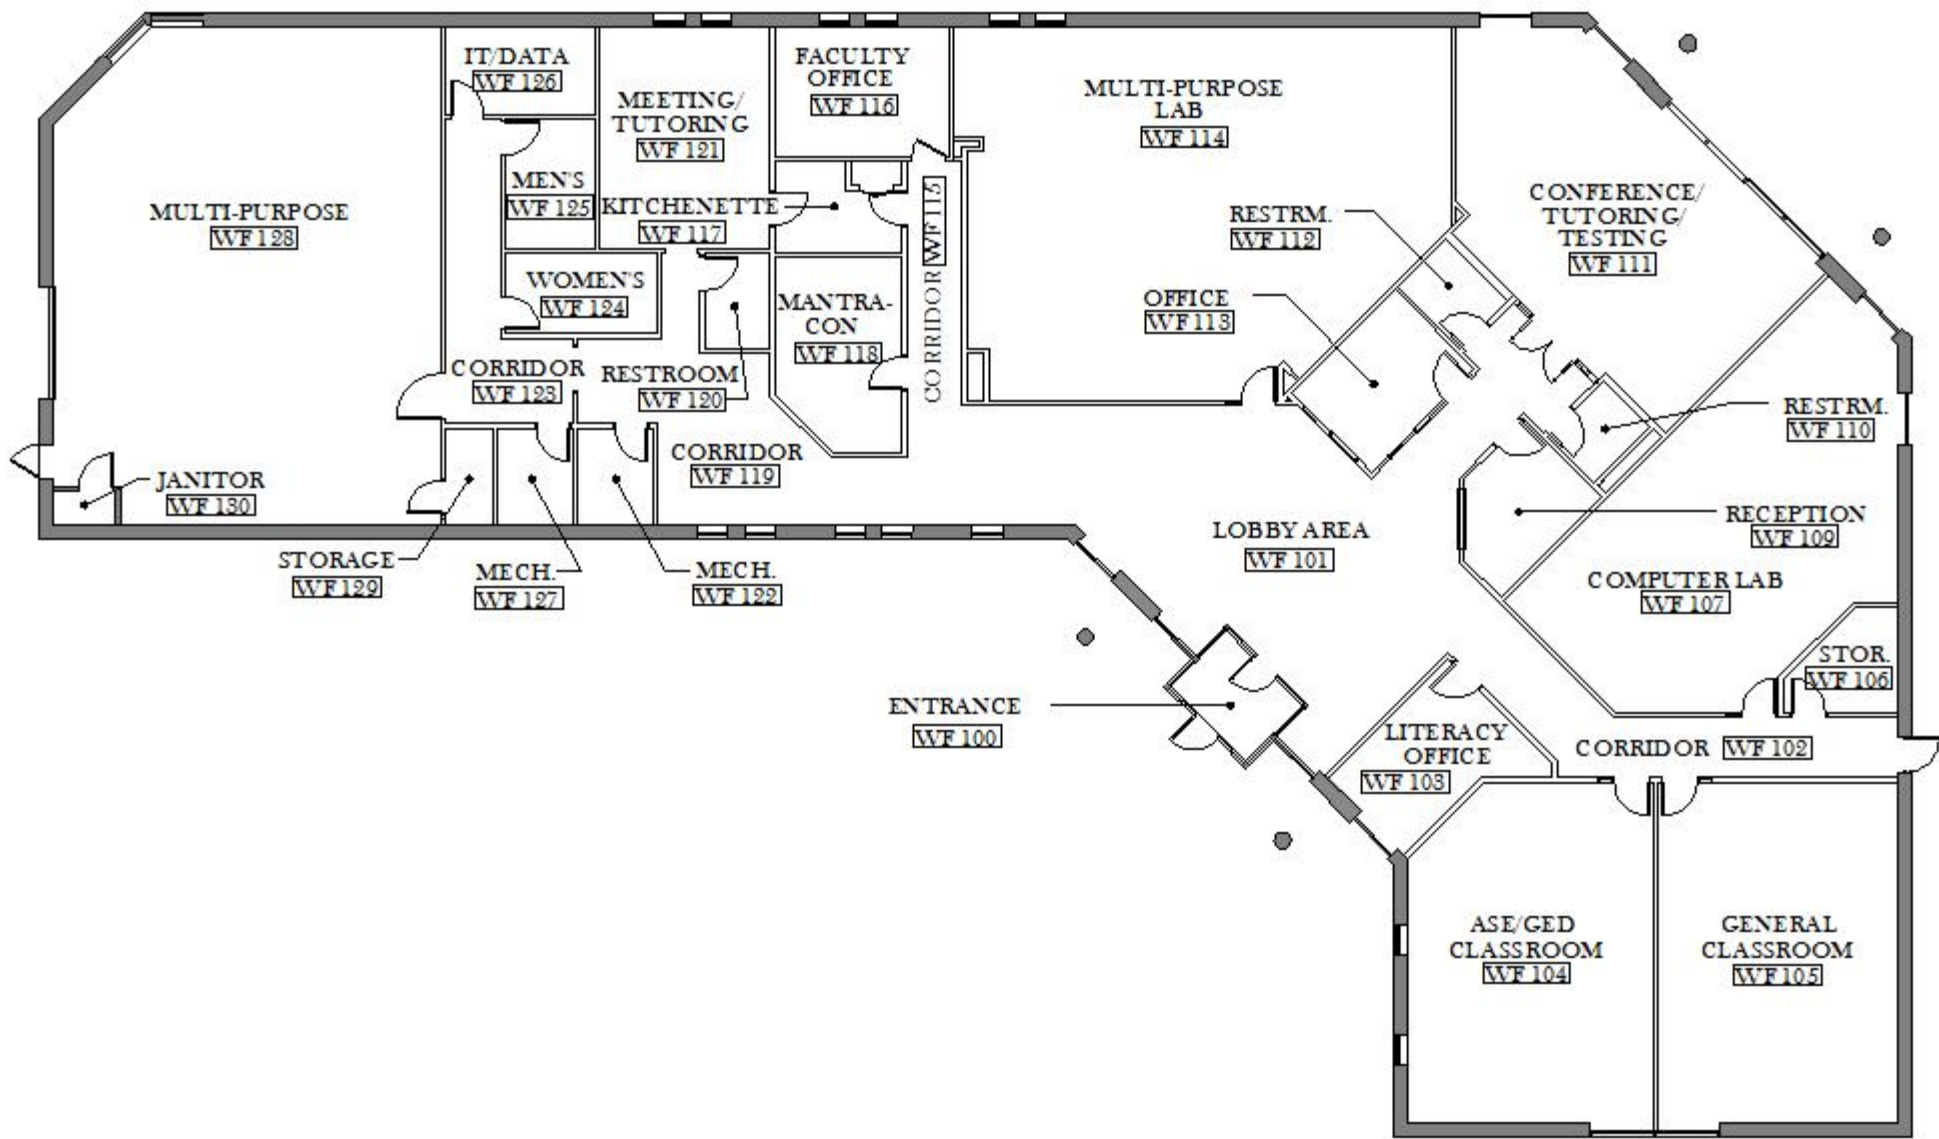 IT/DATA
WF 126
FACULTY
OFFICE
WF 116
MEETING/
TUTORING
WF 121
MULTI-PURPOSE
LAB
WF 114
MEN'S
WF 125
KITCHENETTE
WF 117
MULTI-PURPOSE
WF 128
CORRIDOR WF 115
RESTRM.
WF 112
CONFERENCE/
TUTORING/
TESTING
WF 111
WOMEN'S
WF 124
MANTRA-
CON
WF 118
OFFICE
WF 113
CORRIDOR
WF 123
RESTROOM
WF 120
RESTRM.
WF 110
CORRIDOR
WF 119
JANITOR
WF 130
RECEPTION
WF 109
LOBBY AREA
WF 101
STORAGE
WF 129
MECH.
WF 127
MECH.
WF 122
COMPUTER LAB
WF 107
STOR.
WF 106
ENTRANCE
WF 100
LITERACY
OFFICE
WF 103
CORRIDOR WF 102
ASE/GED
CLASSROOM
WF 104
GENERAL
CLASSROOM
WF 105